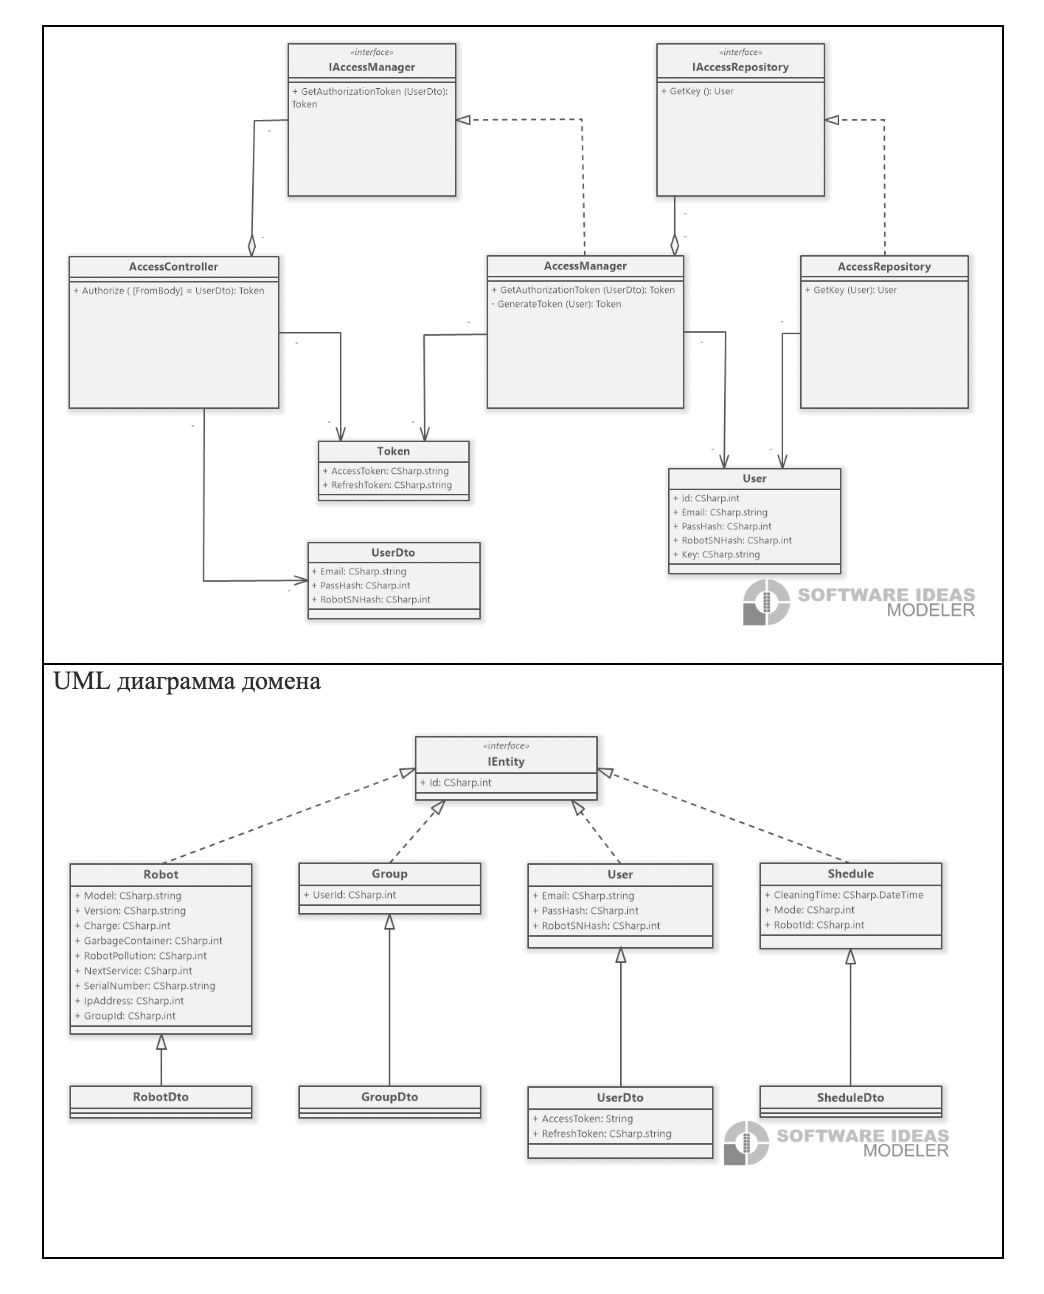 «interface»
IAccessManager
+ GetAuthorizationToken (UserDto):
Token
«interface»
IAccessRepository
+ GetKey (): User
AccessController
+ Authorize ( [FromBody] = UserDto): Token
AccessManager
+ GetAuthorizationToken (UserDto): Token
- GenerateToken (User): Token
AccessRepository
+ GetKey (User): User
Token
+ AccessToken: CSharp.string
+ RefreshToken: CSharp.string
User
+ Id: CSharp.int
+ Email: CSharp.string
+ PassHash: CSharp.int
+ RobotSNHash: CSharp.int
+ Key: CSharp.string
UserDto
+ Email: CSharp.string
+ PassHash: CSharp.int
+ RobotSNHash: CSharp.int
SOFTWARE IDEAS
MODELER
UML диаграмма домена
«interface»
IEntity
+ Id: CSharp.int
Robot
+ Model: CSharp.string
+ Version: CSharp.string
+ Charge: CSharp.int
+ GarbageContainer: CSharp.int
+ RobotPollution: CSharp.int
+ NextService: CSharp.int
+ SerialNumber: CSharp.string
+ IpAddress: CSharp.int
+ GroupId: CSharp.int
Group
+ UserId: CSharp.int
User
+ Email: CSharp.string
+ PassHash: CSharp.int
+ RobotSNHash: CSharp.int
Shedule
+ CleaningTime: CSharp.DateTime
+ Mode: CSharp.int
+ RobotId: CSharp.int
RobotDto
GroupDto
UserDto
+ AccessToken: String
+ RefreshToken: CSharp.string
SheduleDto
SOFTWARE IDEAS
MODELER